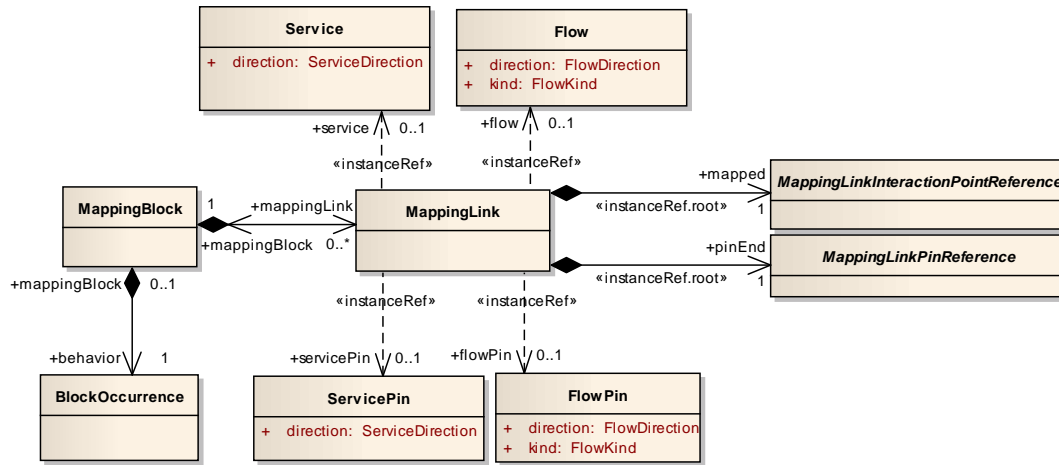 Service
+ direction: ServiceDirection
Flow
+ direction: FlowDirection
+ kind: FlowKind
+service 0..1
+flow 0..1
«instanceRef»
«instanceRef»
MappingBlock
1
+mappingLink
+mappingBlock 0..*
MappingLink
+mapped
«instanceRef.root» 1
MappingLinkInteractionPointReference
+pinEnd
«instanceRef.root» 1
MappingLinkPinReference
+mappingBlock 0..1
«instanceRef»
«instanceRef»
+behavior 1
+servicePin 0..1
+flowPin 0..1
BlockOccurrence
ServicePin
+ direction: ServiceDirection
FlowPin
+ direction: FlowDirection
+ kind: FlowKind